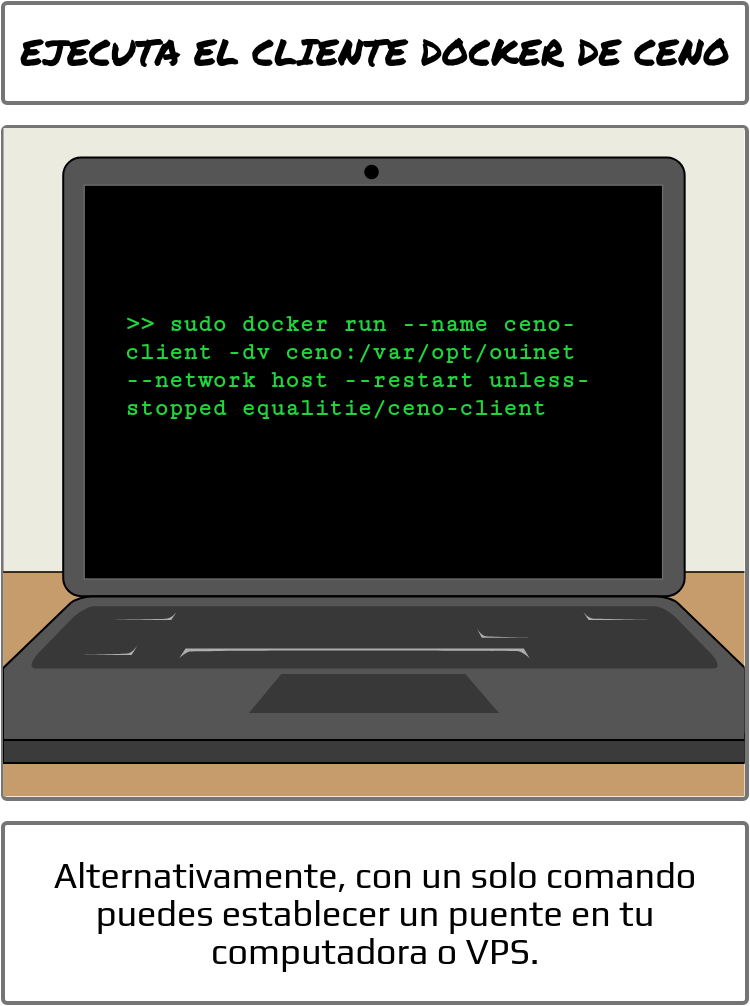 EJECUTA EL CLIENTE DOCKER DE CENO
>> sudo docker run --name ceno-
client -dv ceno:/var/opt/ouinet
--network host --restart unless-
stopped equalitie/ceno-client
Alternativamente, con un solo comando
puedes establecer un puente en tu
computadora o VPS.